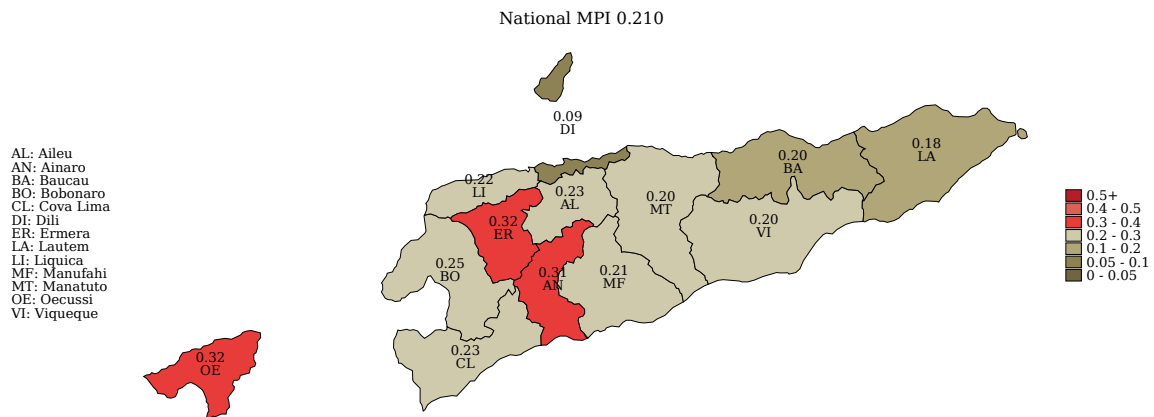 National MPI 0.210
0.09
DI
AL: Aileu
AN: Ainaro
BA: Baucau
BO: Bobonaro
CL: Cova Lima
DI: Dili
ER: Ermera
LA: Lautem
LI: Liquica
MF: Manufahi
MT: Manatuto
OE: Oecussi
VI: Viqueque
0.18
LA
0.20
BA
0.22
LI
0.23
AL
0.20
MT
0.32
ER
0.20
VI
0.25
BO
0.31
AN
0.21
MF
0.23
CL
0.32
OE
0.5+
0.4 - 0.5
0.3 - 0.4
0.2 - 0.3
0.1 - 0.2
0.05 - 0.1
0 - 0.05